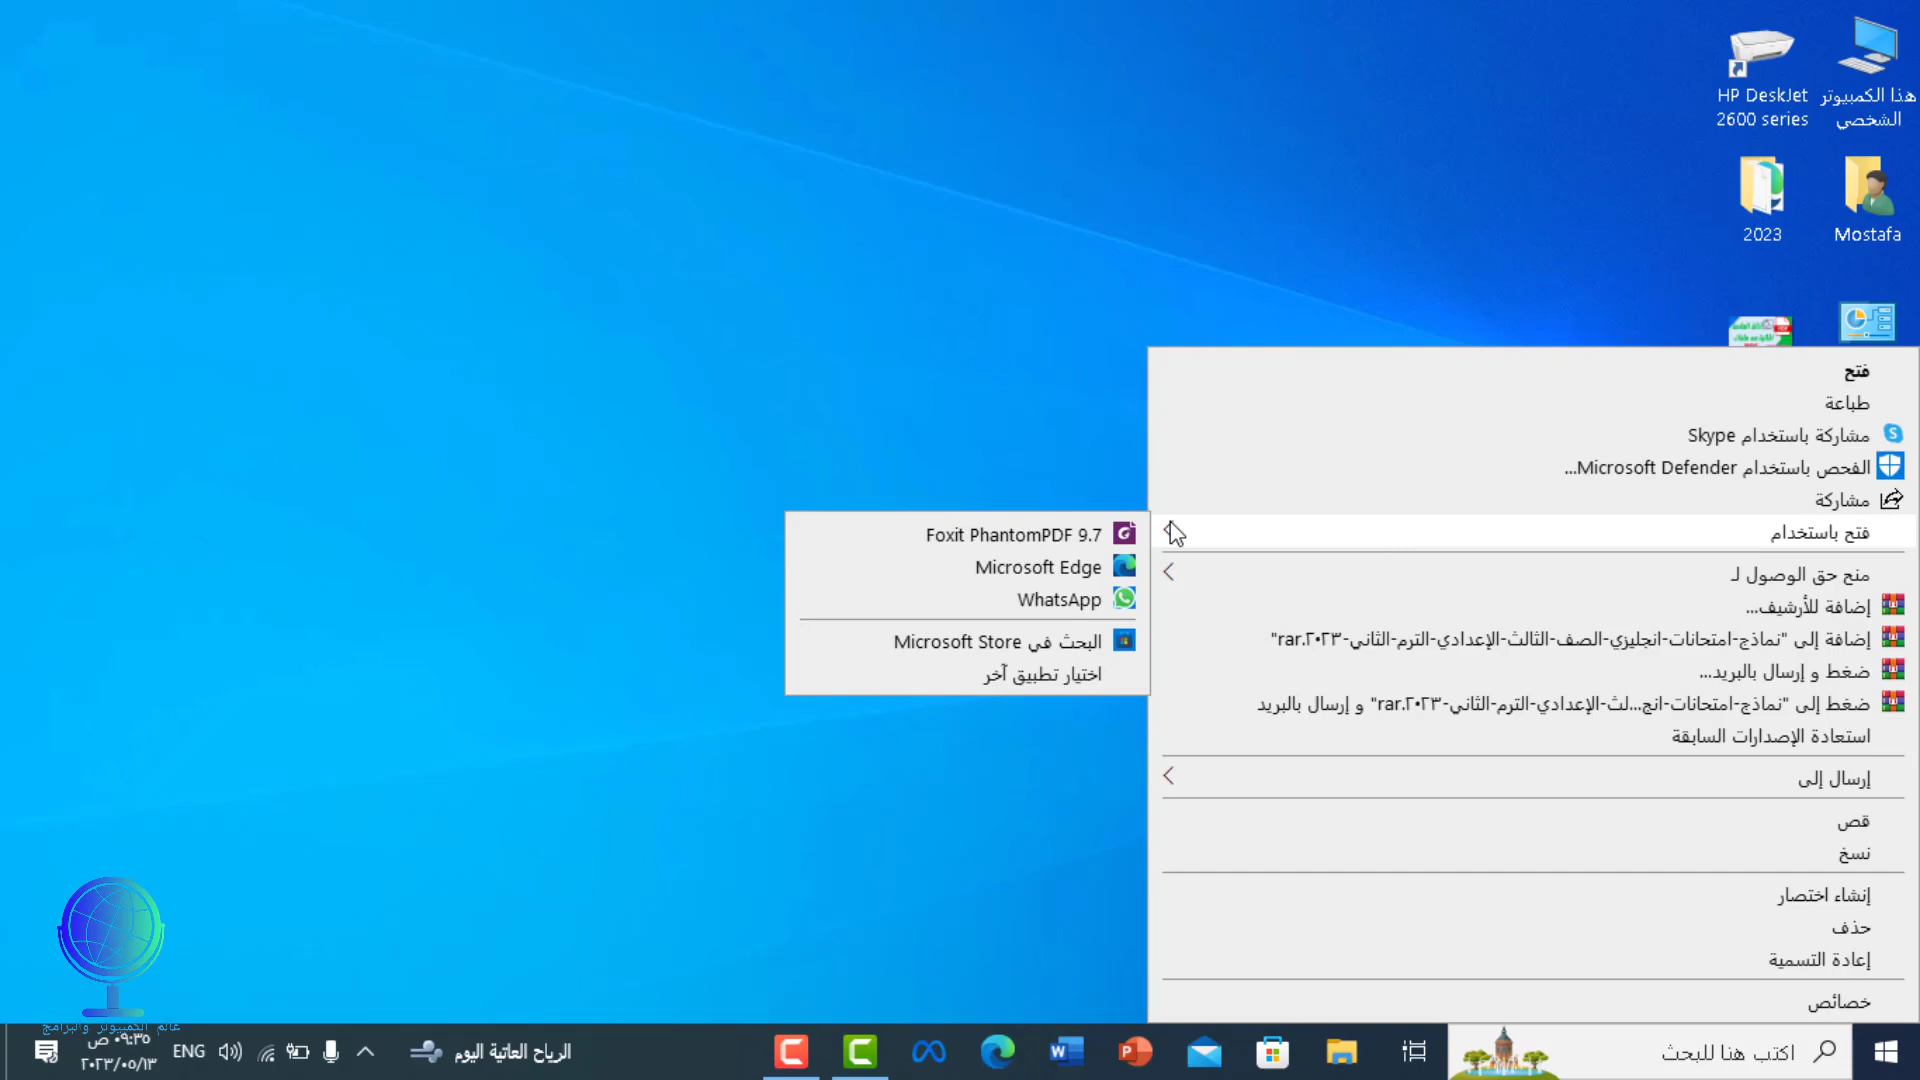 هذا الكمبيوتر الشخصي
HP DeskJet 2600 series
Mostafa
2023
فتح
طباعة
مشاركة باستخدام Skype
الفحص باستخدام Microsoft Defender...
مشاركة
فتح باستخدام
منح حق الوصول لـ
إضافة للأرشيف...
إضافة إلى "نماذج-امتحانات-انجليزي-الصف-الثالث-الإعدادي-الترم-الثاني-٢٠٢٣.rar"
ضغط و إرسال بالبريد...
ضغط إلى "نماذج-امتحانات-انج...لث-الإعدادي-الترم-الثاني-٢٠٢٣.rar" و إرسال بالبريد
استعادة الإصدارات السابقة
إرسال إلى
قص
نسخ
إنشاء اختصار
حذف
إعادة التسمية
خصائص
Foxit PhantomPDF 9.7
Microsoft Edge
WhatsApp
البحث في Microsoft Store
اختيار تطبيق آخر
عالم الكمبيوتر والبرامج
اكتب هنا للبحث
الرياح العاتية اليوم
ENG
٠٩:٣٥ ص
٢٠٢٣/٠٥/١٣